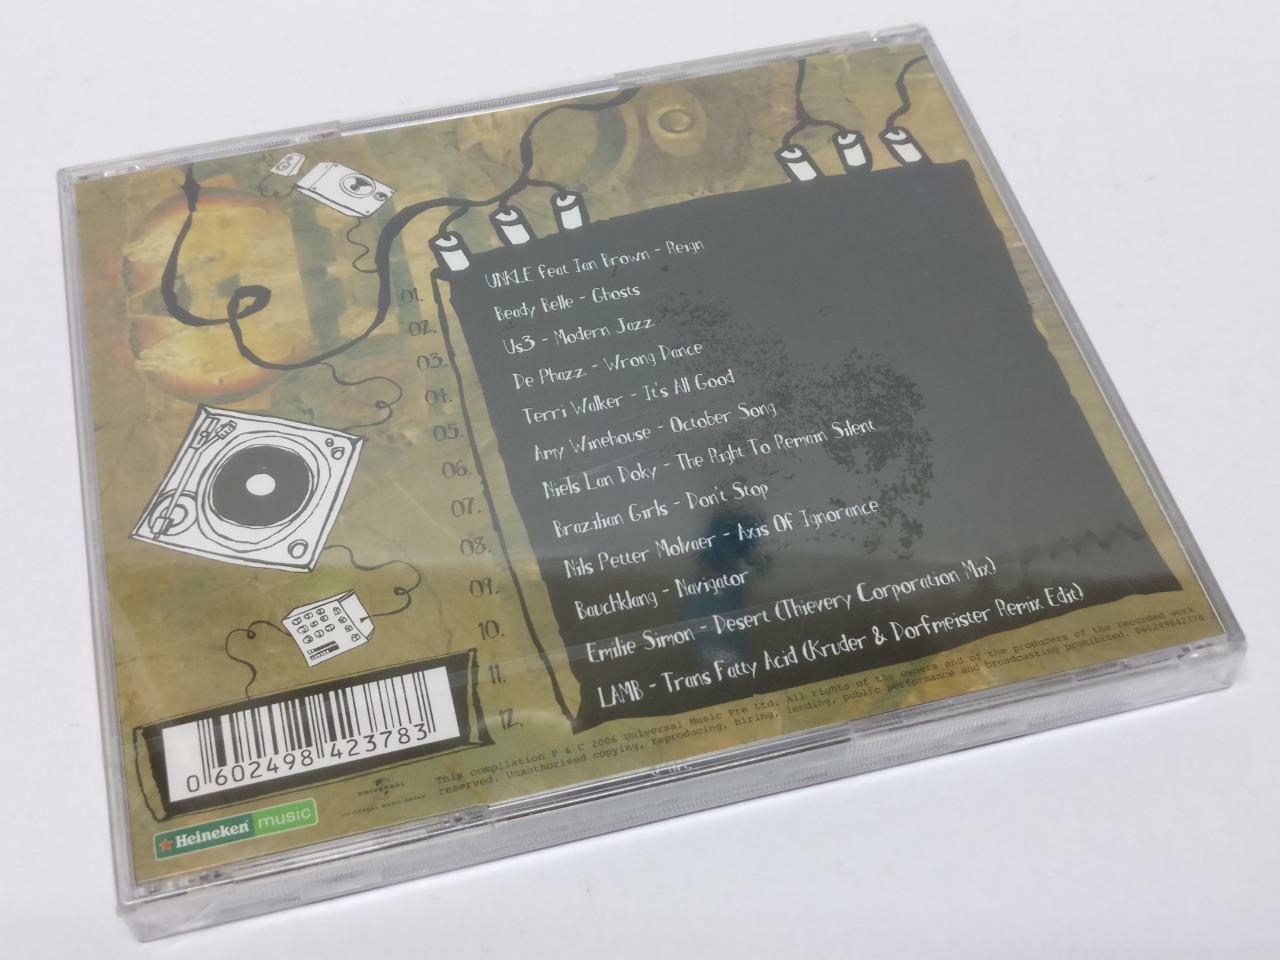 01. UNKLE feat Ian Brown - Reign
02. Beady Belle - Ghosts
03. Us3 - Modern Jazz
04. De Phazz - Wrong Dance
05. Terri Walker - It's All Good
06. Amy Winehouse - October Song
07. Niels Lan Doky - The Right To Remain Silent
08. Brazilian Girls - Don't Stop
09. Nils Petter Molvaer - Axis Of Ignorance
10. Bauchklang - Navigator
11. Emilie Simon - Desert (Thievery Corporation Mix)
12. LAMB - Trans Fatty Acid (Kruder & Dorfmeister Remix Edit)
0 602498 423783
UNIVERSAL
UNIVERSAL MUSIC GROUP
This compilation P & C 2006 Universal Music Pte Ltd. All rights of the owners and of the producers of the recorded work
reserved. Unauthorised copying, reproducing, hiring, lending, public performance and broadcasting prohibited. 060249842378
Heineken music